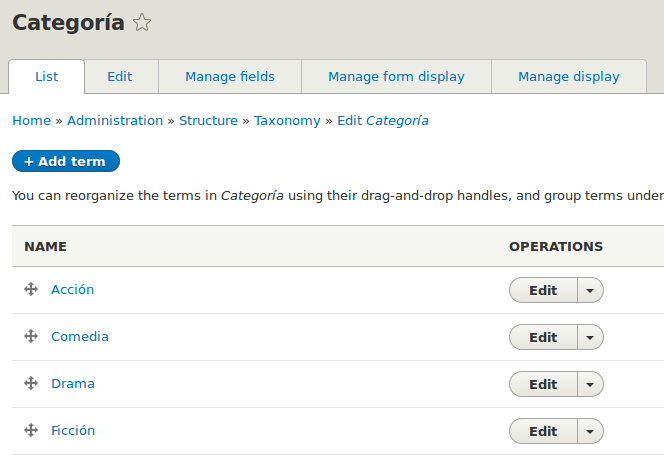 Categoría
List Edit Manage fields Manage form display Manage display
Home » Administration » Structure » Taxonomy » Edit Categoría
+ Add term
You can reorganize the terms in Categoría using their drag-and-drop handles, and group terms under
NAME OPERATIONS
Acción Edit
Comedia Edit
Drama Edit
Ficción Edit